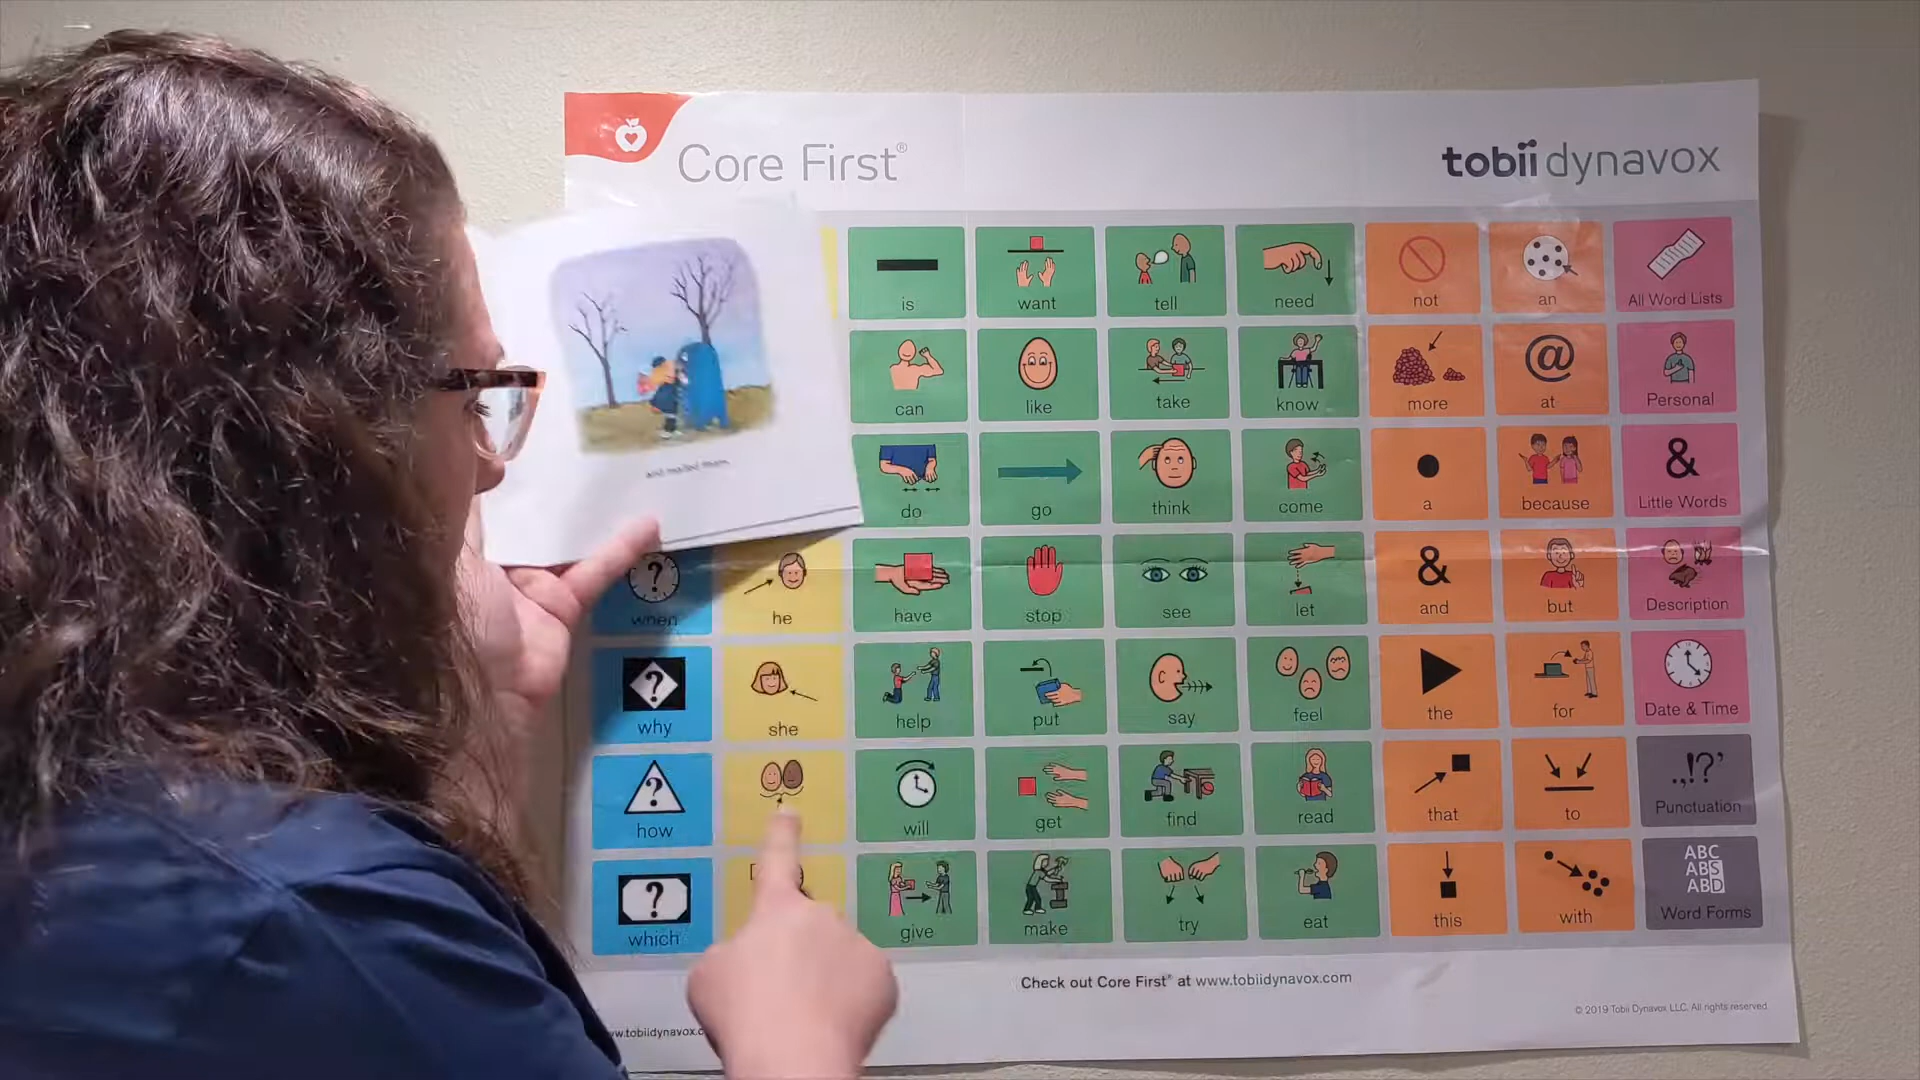 Core First®
tobii dynavox
is want tell need not an All Word Lists
can like take know more @ at Personal
and mailed them.
do go think come a because & Little Words
? when he have stop see let & and but Description
? why she help put say feel the for Date & Time
? how will get find read that to .,!?’ Punctuation
? which give make try eat this with ABC ABS ABD Word Forms
Check out Core First® at www.tobiidynavox.com
© 2019 Tobii Dynavox LLC. All rights reserved.